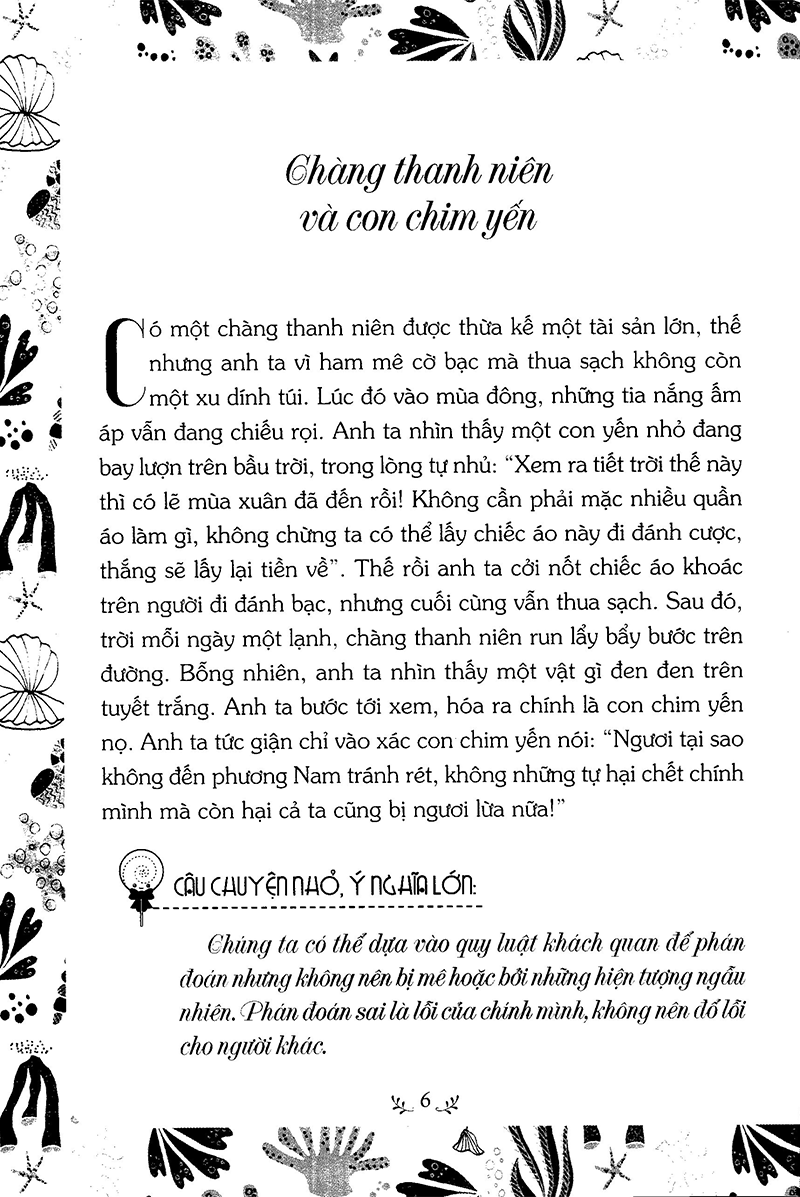 Chàng thanh niên
và con chim yến
Có một chàng thanh niên được thừa kế một tài sản lớn, thế
nhưng anh ta vì ham mê cờ bạc mà thua sạch không còn
một xu dính túi. Lúc đó vào mùa đông, những tia nắng ấm
áp vẫn đang chiếu rọi. Anh ta nhìn thấy một con yến nhỏ đang
bay lượn trên bầu trời, trong lòng tự nhủ: “Xem ra tiết trời thế này
thì có lẽ mùa xuân đã đến rồi! Không cần phải mặc nhiều quần
áo làm gì, không chừng ta có thể lấy chiếc áo này đi đánh cược,
thắng sẽ lấy lại tiền về”. Thế rồi anh ta cởi nốt chiếc áo khoác
trên người đi đánh bạc, nhưng cuối cùng vẫn thua sạch. Sau đó,
trời mỗi ngày một lạnh, chàng thanh niên run lẩy bẩy bước trên
đường. Bỗng nhiên, anh ta nhìn thấy một vật gì đen đen trên
tuyết trắng. Anh ta bước tới xem, hóa ra chính là con chim yến
nọ. Anh ta tức giận chỉ vào xác con chim yến nói: “Ngươi tại sao
không đến phương Nam tránh rét, không những tự hại chết chính
mình mà còn hại cả ta cũng bị ngươi lừa nữa!”
CÂU CHUYỆN NHỎ, Ý NGHĨA LỚN:
Chúng ta có thể dựa vào quy luật khách quan để phán
đoán nhưng không nên bị mê hoặc bởi những hiện tượng ngẫu
nhiên. Phán đoán sai là lỗi của chính mình, không nên đổ lỗi
cho người khác.
6